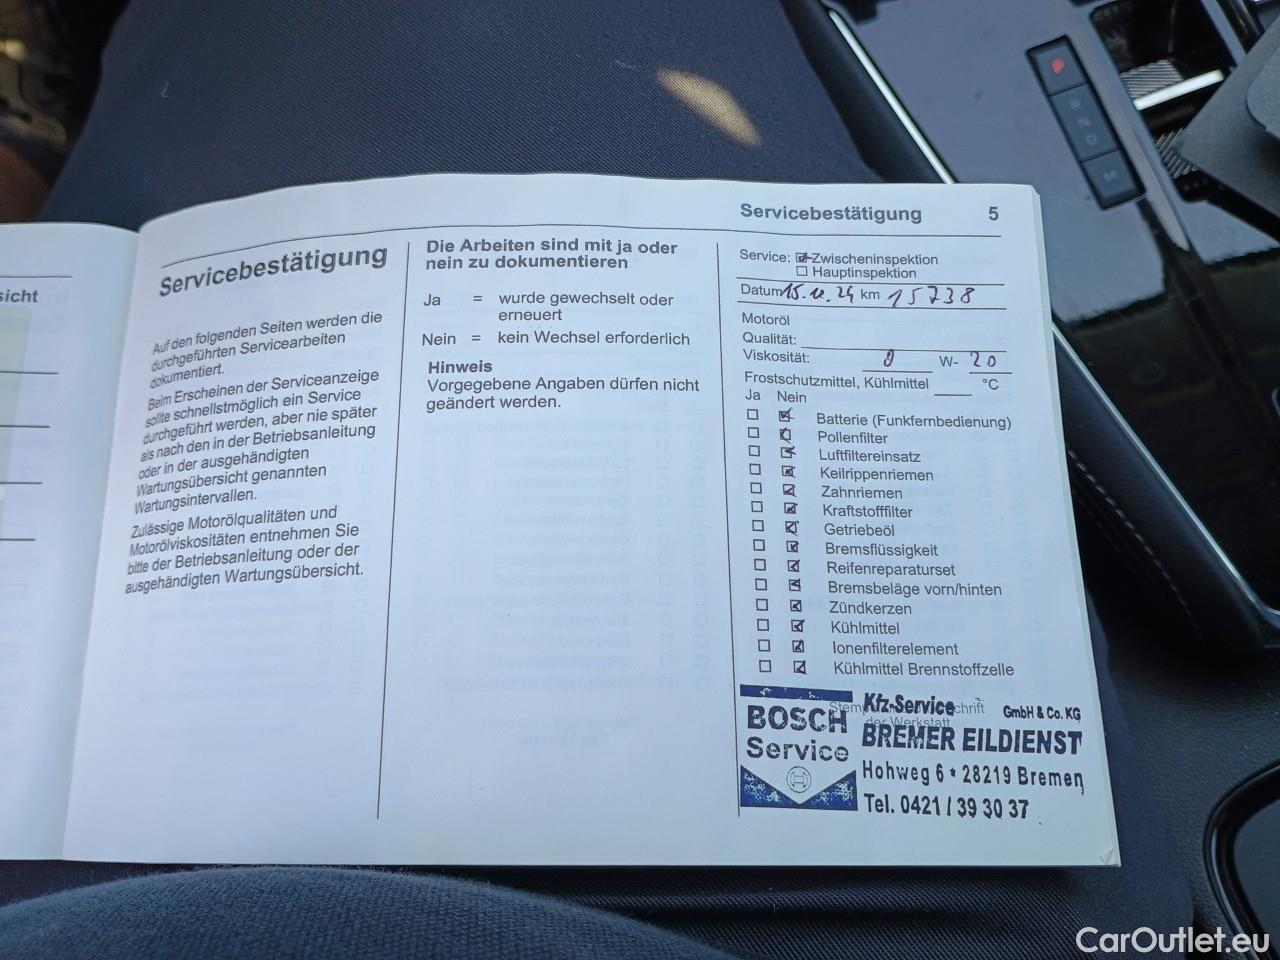 sicht
Servicebestätigung
Auf den folgenden Seiten werden die
durchgeführten Servicearbeiten
dokumentiert.
Beim Erscheinen der Serviceanzeige
sollte schnellstmöglich ein Service
durchgeführt werden, aber nie später
als nach den in der Betriebsanleitung
oder in der ausgehändigten
Wartungsübersicht genannten
Wartungsintervallen.
Zulässige Motorölqualitäten und
Motorölviskositäten entnehmen Sie
bitte der Betriebsanleitung oder der
ausgehändigten Wartungsübersicht.
Die Arbeiten sind mit ja oder
nein zu dokumentieren
Ja = wurde gewechselt oder
erneuert
Nein = kein Wechsel erforderlich
Hinweis
Vorgegebene Angaben dürfen nicht
geändert werden.
Servicebestätigung 5
Service: Zwischeninspektion
Hauptinspektion
Datum km 15738
Motoröl
Qualität:
Viskosität: 0 W- 20
Frostschutzmittel, Kühlmittel °C
Ja Nein
Batterie (Funkfernbedienung)
Pollenfilter
Luftfiltereinsatz
Keilrippenriemen
Zahnriemen
Kraftstofffilter
Getriebeöl
Bremsflüssigkeit
Reifenreparaturset
Bremsbeläge vorn/hinten
Zündkerzen
Kühlmittel
Ionenfilterelement
Kühlmittel Brennstoffzelle
der Werkstatt
BOSCH
Service
Kfz-Service GmbH & Co. KG
BREMER EILDIENST
Hohweg 6 * 28219 Bremen
Tel. 0421 / 39 30 37
P
R
N
D
M
CarOutlet.eu